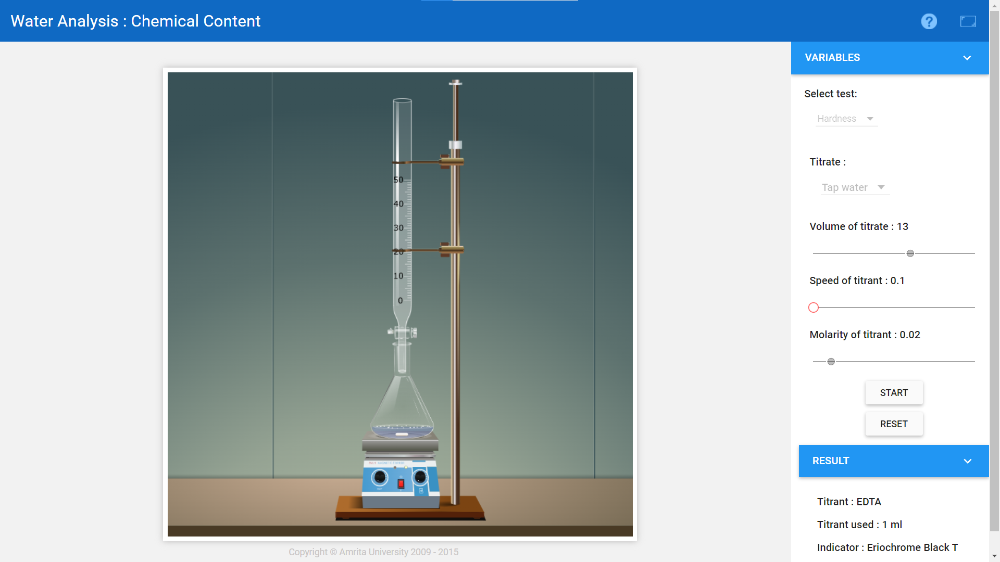 Water Analysis : Chemical Content
?
VARIABLES
Select test:
Hardness
Titrate :
Tap water
Volume of titrate : 13
Speed of titrant : 0.1
Molarity of titrant : 0.02
START
RESET
RESULT
Titrant : EDTA
Titrant used : 1 ml
Indicator : Eriochrome Black T
50
40
30
20
10
0
MAGNETIC STIRRER
Copyright © Amrita University 2009 - 2015